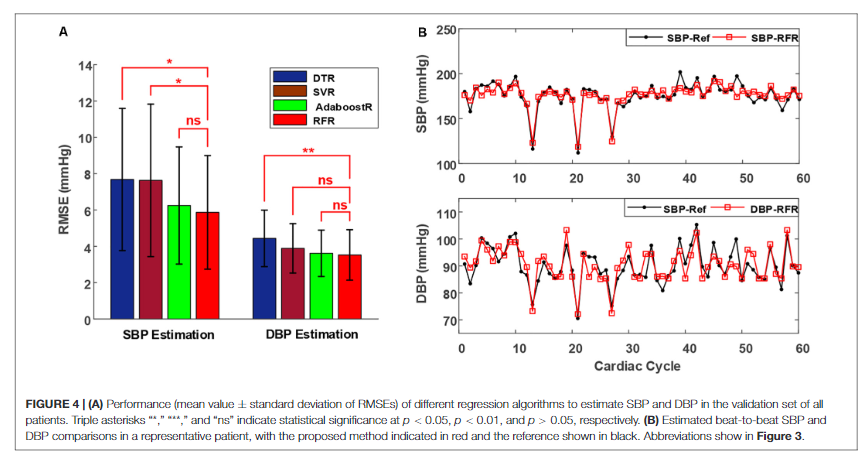 A
14
12
10
8
6
4
2
0
RMSE (mmHg)
*
*
ns
**
ns
ns
DTR
SVR
AdaboostR
RFR
SBP Estimation
DBP Estimation
B
250
200
150
100
SBP (mmHg)
SBP-Ref
SBP-RFR
0 10 20 30 40 50 60
110
100
90
80
70
DBP (mmHg)
SBP-Ref
DBP-RFR
0 10 20 30 40 50 60
Cardiac Cycle
FIGURE 4 | (A) Performance (mean value ± standard deviation of RMSEs) of different regression algorithms to estimate SBP and DBP in the validation set of all
patients. Triple asterisks “*,” “**,” and “ns” indicate statistical significance at p < 0.05, p < 0.01, and p > 0.05, respectively. (B) Estimated beat-to-beat SBP and
DBP comparisons in a representative patient, with the proposed method indicated in red and the reference shown in black. Abbreviations show in Figure 3.